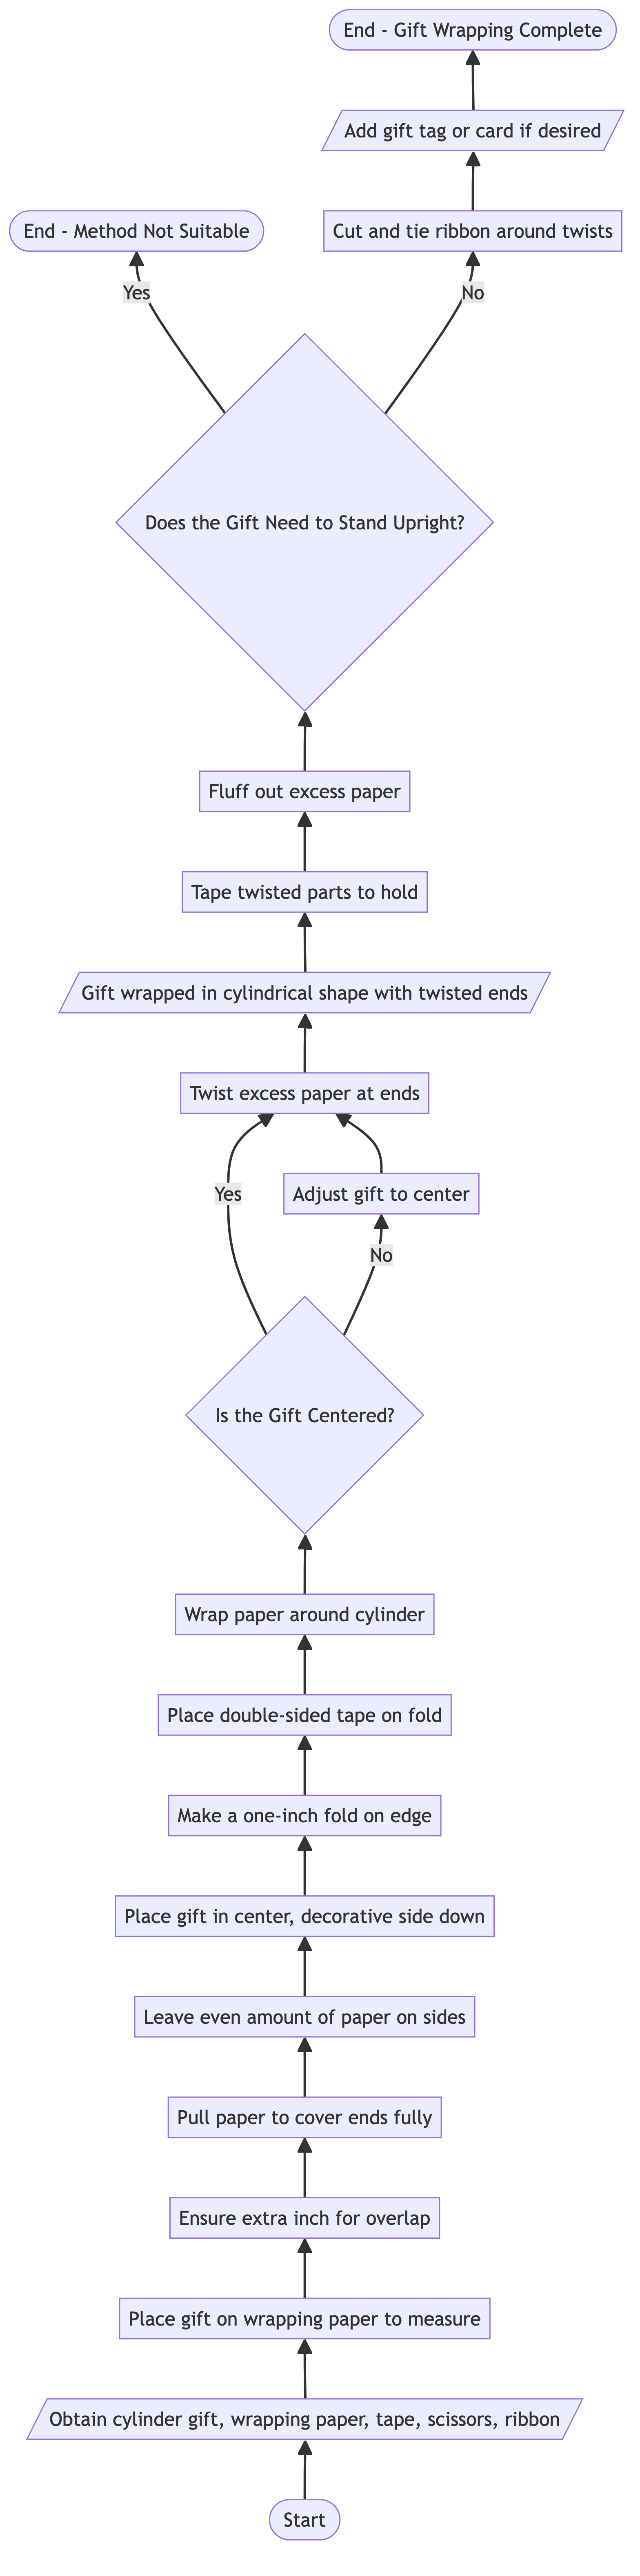 End - Gift Wrapping Complete
Add gift tag or card if desired
End - Method Not Suitable
Cut and tie ribbon around twists
Yes
No
Does the Gift Need to Stand Upright?
Fluff out excess paper
Tape twisted parts to hold
Gift wrapped in cylindrical shape with twisted ends
Twist excess paper at ends
Yes
Adjust gift to center
No
Is the Gift Centered?
Wrap paper around cylinder
Place double-sided tape on fold
Make a one-inch fold on edge
Place gift in center, decorative side down
Leave even amount of paper on sides
Pull paper to cover ends fully
Ensure extra inch for overlap
Place gift on wrapping paper to measure
Obtain cylinder gift, wrapping paper, tape, scissors, ribbon
Start